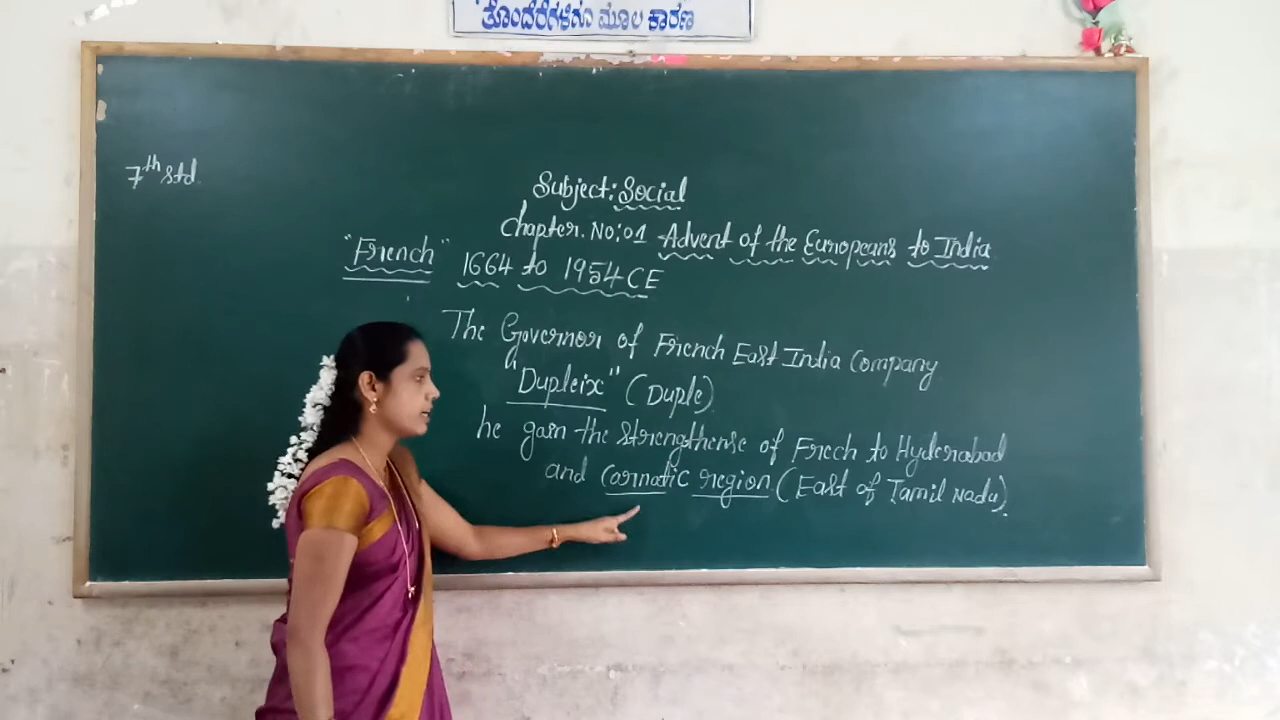 ತೊಂದರೆಗಳಿಗೂ ಮೂಲ ಕಾರಣ
7th std.
Subject: Social
Chapter. No: 01 Advent of the Europeans to India
"French" 1664 to 1954 CE
The Governor of French East India Company
"Dupleix" (Duple)
he gain the strengthense of Frech to Hyderabad
and Carnatic region (East of Tamil Nadu).